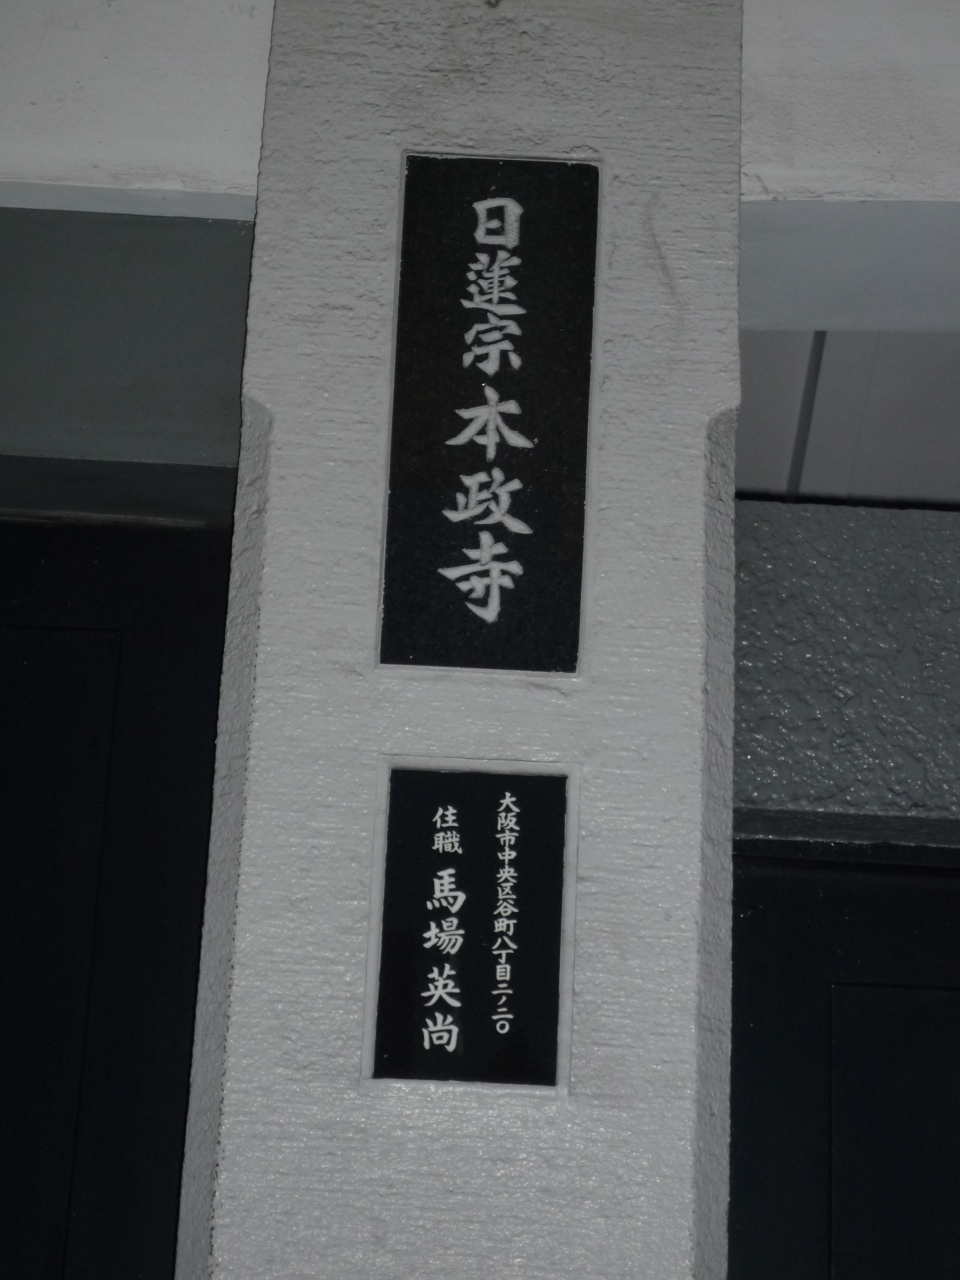 日蓮宗 本政寺
大阪市中央区谷町八丁目二ノ二〇
住職 馬場英尚